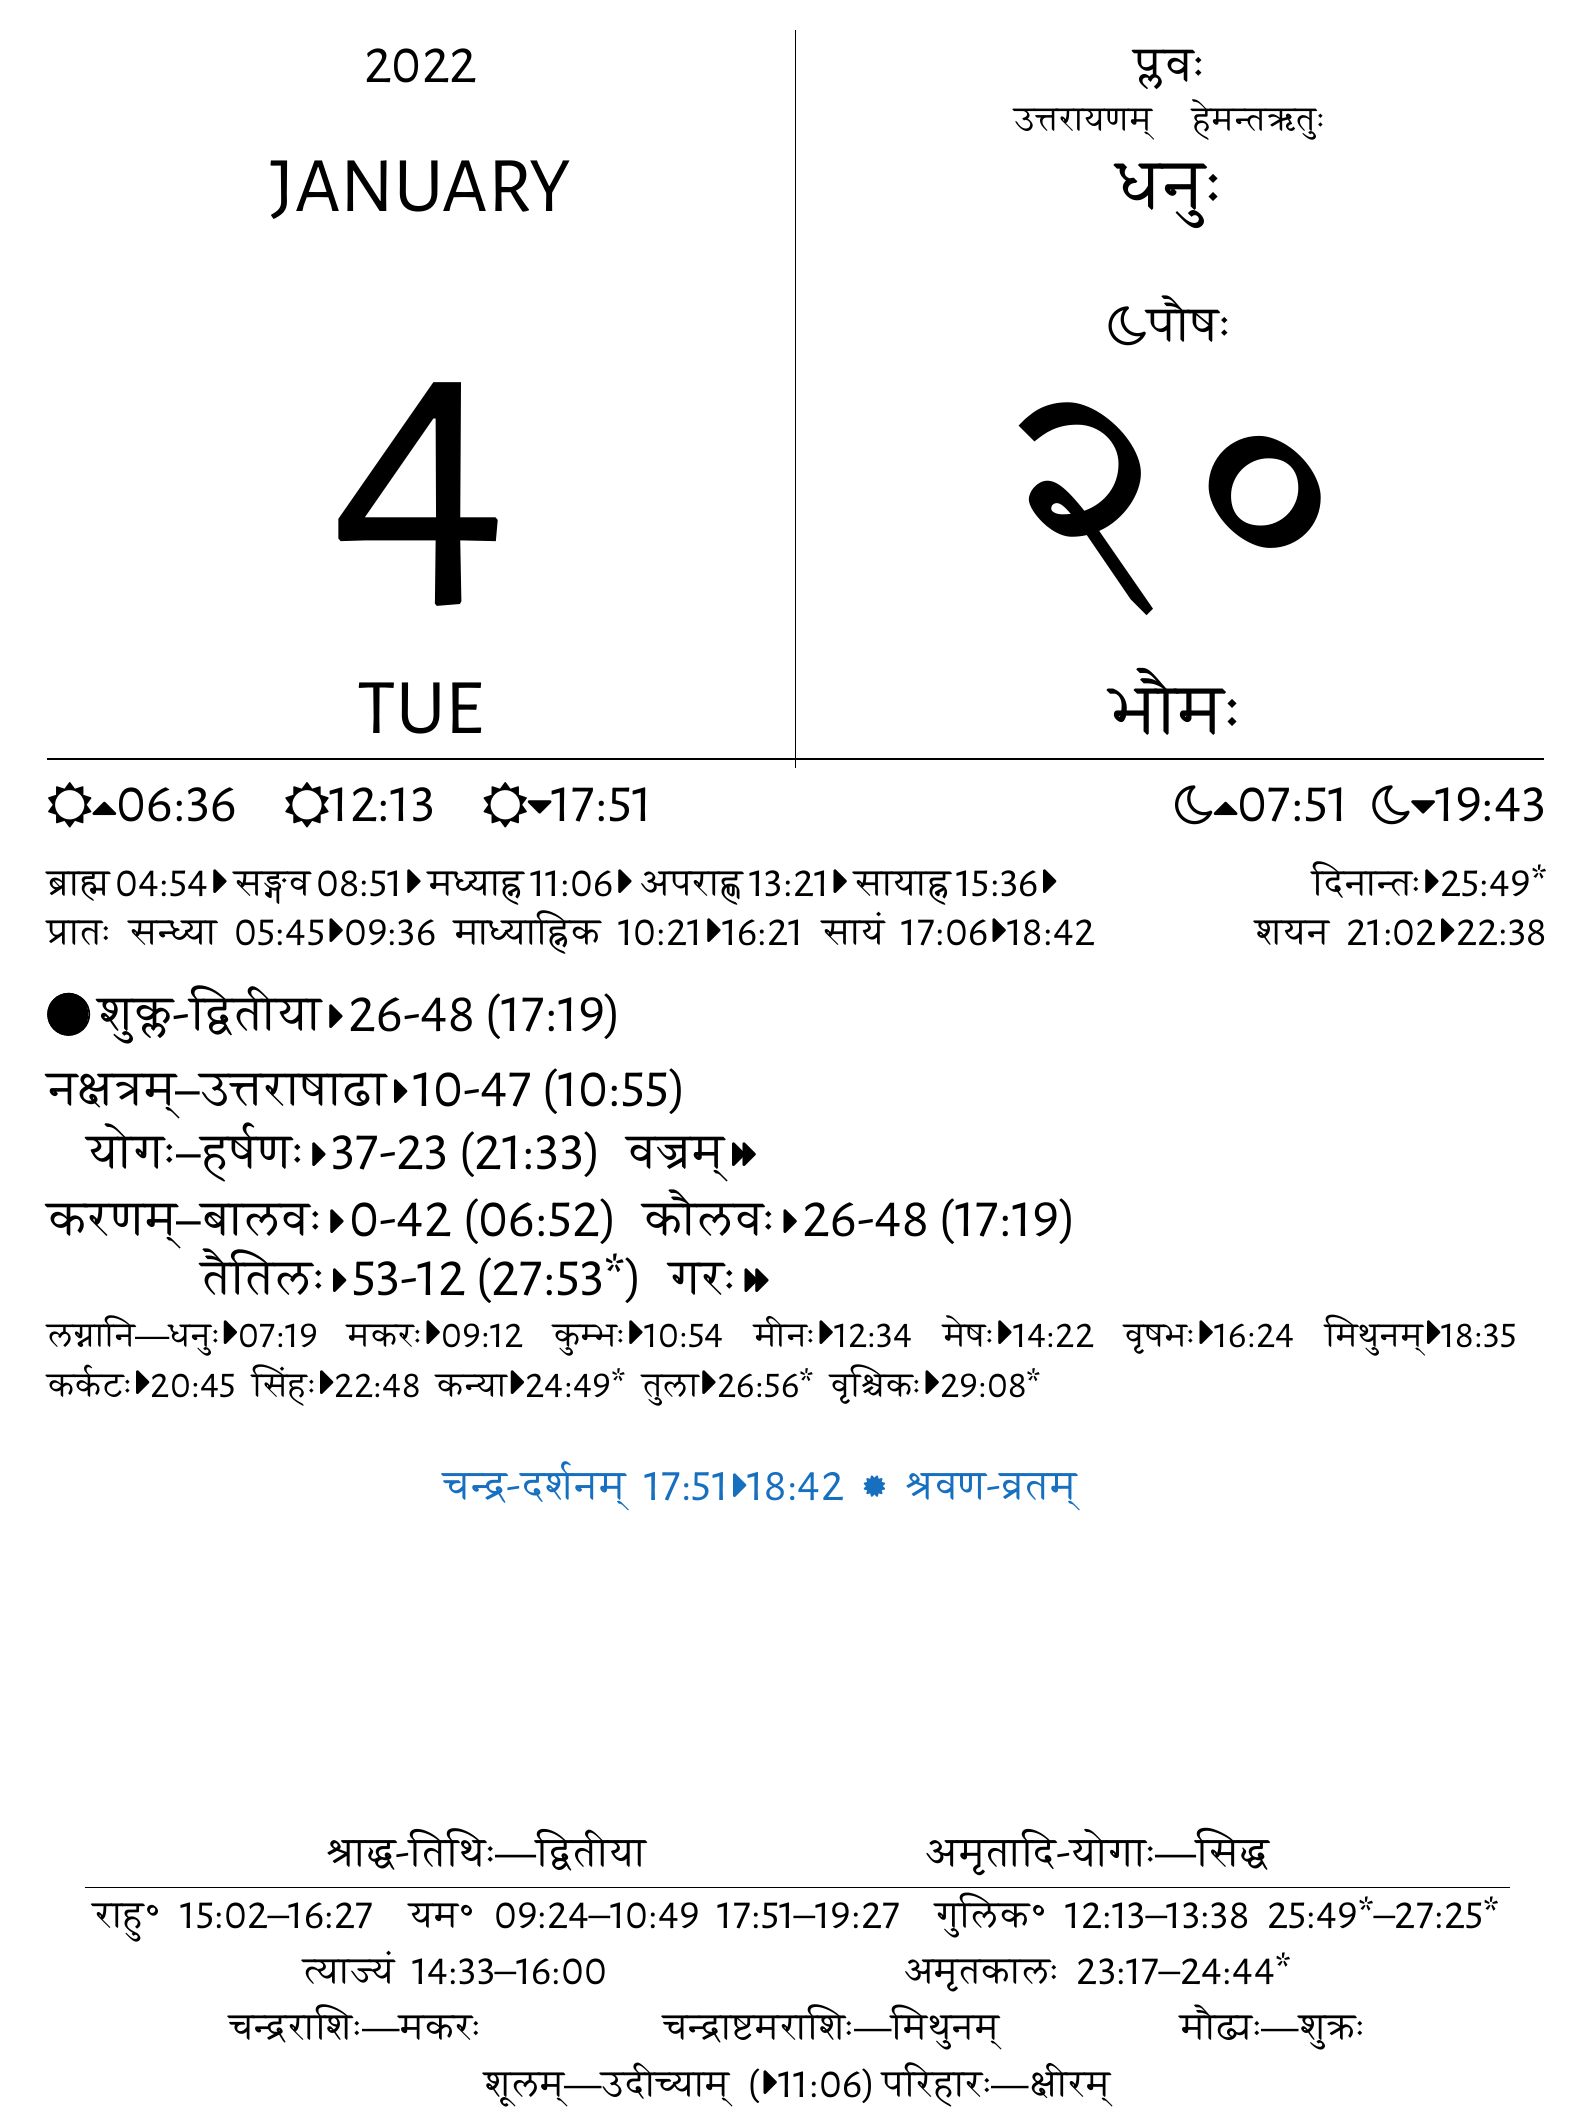 2022
JANUARY
4
TUE
प्लवः
उत्तरायणम् हेमन्तऋतुः
धनुः
पौषः
२०
भौमः
06:36 12:13 17:51 07:51 19:43
ब्राह्म 04:54 सङ्गव 08:51 मध्याह्न 11:06 अपराह्ण 13:21 सायाह्न 15:36 दिनान्तः 25:49*
प्रातः सन्ध्या 05:45 09:36 माध्याह्निक 10:21 16:21 सायं 17:06 18:42 शयन 21:02 22:38
शुक्ल-द्वितीया 26-48 (17:19)
नक्षत्रम्–उत्तराषाढा 10-47 (10:55)
योगः–हर्षणः 37-23 (21:33) वज्रम्
करणम्–बालवः 0-42 (06:52) कौलवः 26-48 (17:19)
तैतिलः 53-12 (27:53*) गरः
लग्नानि—धनुः 07:19 मकरः 09:12 कुम्भः 10:54 मीनः 12:34 मेषः 14:22 वृषभः 16:24 मिथुनम् 18:35
कर्कटः 20:45 सिंहः 22:48 कन्या 24:49* तुला 26:56* वृश्चिकः 29:08*
चन्द्र-दर्शनम् 17:51 18:42 श्रवण-व्रतम्
श्राद्ध-तिथिः—द्वितीया अमृतादि-योगाः—सिद्ध
राहु॰ 15:02–16:27 यम॰ 09:24–10:49 17:51–19:27 गुलिक॰ 12:13–13:38 25:49*–27:25*
त्याज्यं 14:33–16:00 अमृतकालः 23:17–24:44*
चन्द्रराशिः—मकरः चन्द्राष्टमराशिः—मिथुनम् मौढ्यः—शुक्रः
शूलम्—उदीच्याम् (11:06) परिहारः—क्षीरम्